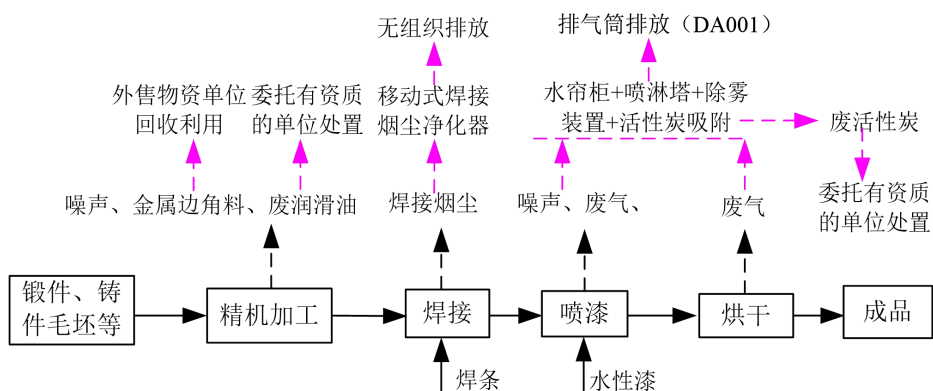 无组织排放
排气筒排放（DA001）
外售物资单位
回收利用
委托有资质
的单位处置
移动式焊接
烟尘净化器
水帘柜+喷淋塔+除雾
装置+活性炭吸附
废活性炭
噪声、金属边角料、废润滑油
焊接烟尘
噪声、废气、
废气
委托有资质
的单位处置
锻件、铸
件毛坯等
精机加工
焊接
喷漆
烘干
成品
焊条
水性漆